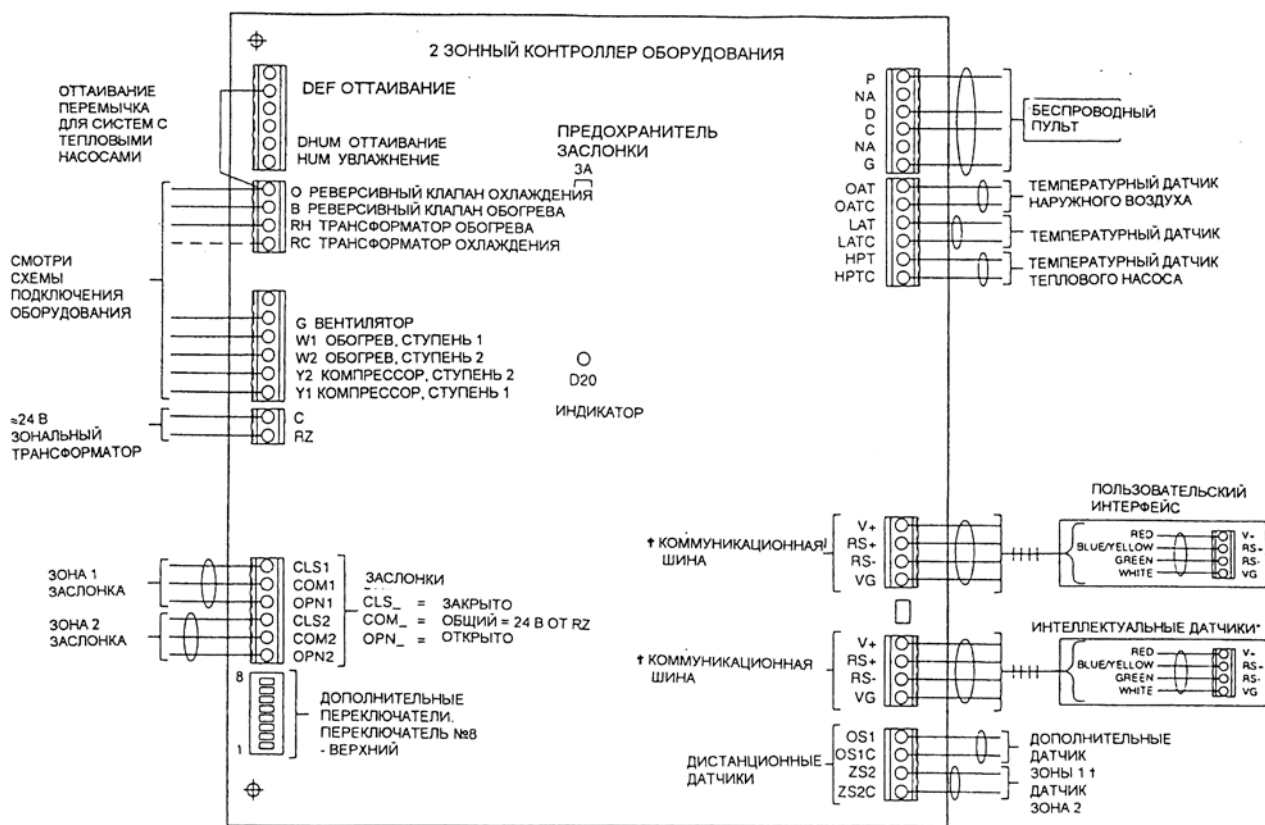 2 ЗОННЫЙ КОНТРОЛЛЕР ОБОРУДОВАНИЯ
ОТТАИВАНИЕ
ПЕРЕМЫЧКА
ДЛЯ СИСТЕМ С
ТЕПЛОВЫМИ
НАСОСАМИ
DEF ОТТАИВАНИЕ
DHUM ОТТАИВАНИЕ
HUM УВЛАЖНЕНИЕ
ПРЕДОХРАНИТЕЛЬ
ЗАСЛОНКИ
3А
O РЕВЕРСИВНЫЙ КЛАПАН ОХЛАЖДЕНИЯ
B РЕВЕРСИВНЫЙ КЛАПАН ОБОГРЕВА
RH ТРАНСФОРМАТОР ОБОГРЕВА
RC ТРАНСФОРМАТОР ОХЛАЖДЕНИЯ
СМОТРИ
СХЕМЫ
ПОДКЛЮЧЕНИЯ
ОБОРУДОВАНИЯ
G ВЕНТИЛЯТОР
W1 ОБОГРЕВ, СТУПЕНЬ 1
W2 ОБОГРЕВ, СТУПЕНЬ 2
Y2 КОМПРЕССОР, СТУПЕНЬ 2
Y1 КОМПРЕССОР, СТУПЕНЬ 1
D20
ИНДИКАТОР
≈24 В
ЗОНАЛЬНЫЙ
ТРАНСФОРМАТОР
C
RZ
ЗОНА 1
ЗАСЛОНКА
ЗОНА 2
ЗАСЛОНКА
CLS1
COM1
OPN1
CLS2
COM2
OPN2
ЗАСЛОНКИ
CLS_ = ЗАКРЫТО
COM_ = ОБЩИЙ = 24 В ОТ RZ
OPN_ = ОТКРЫТО
8
1
ДОПОЛНИТЕЛЬНЫЕ
ПЕРЕКЛЮЧАТЕЛИ.
ПЕРЕКЛЮЧАТЕЛЬ №8
- ВЕРХНИЙ
P
NA
D
C
NA
G
БЕСПРОВОДНЫЙ
ПУЛЬТ
OAT
OATC
LAT
LATC
HPT
HPTC
ТЕМПЕРАТУРНЫЙ ДАТЧИК
НАРУЖНОГО ВОЗДУХА
ТЕМПЕРАТУРНЫЙ ДАТЧИК
ТЕМПЕРАТУРНЫЙ ДАТЧИК
ТЕПЛОВОГО НАСОСА
† КОММУНИКАЦИОННАЯ
ШИНА
V+
RS+
RS-
VG
ПОЛЬЗОВАТЕЛЬСКИЙ
ИНТЕРФЕЙС
RED
BLUE/YELLOW
GREEN
WHITE
V+
RS+
RS-
VG
† КОММУНИКАЦИОННАЯ
ШИНА
V+
RS+
RS-
VG
ИНТЕЛЛЕКТУАЛЬНЫЕ ДАТЧИКИ*
RED
BLUE/YELLOW
GREEN
WHITE
V+
RS+
RS-
VG
ДИСТАНЦИОННЫЕ
ДАТЧИКИ
OS1
OS1C
ZS2
ZS2C
ДОПОЛНИТЕЛЬНЫЕ
ДАТЧИК
ЗОНЫ 1 †
ДАТЧИК
ЗОНА 2